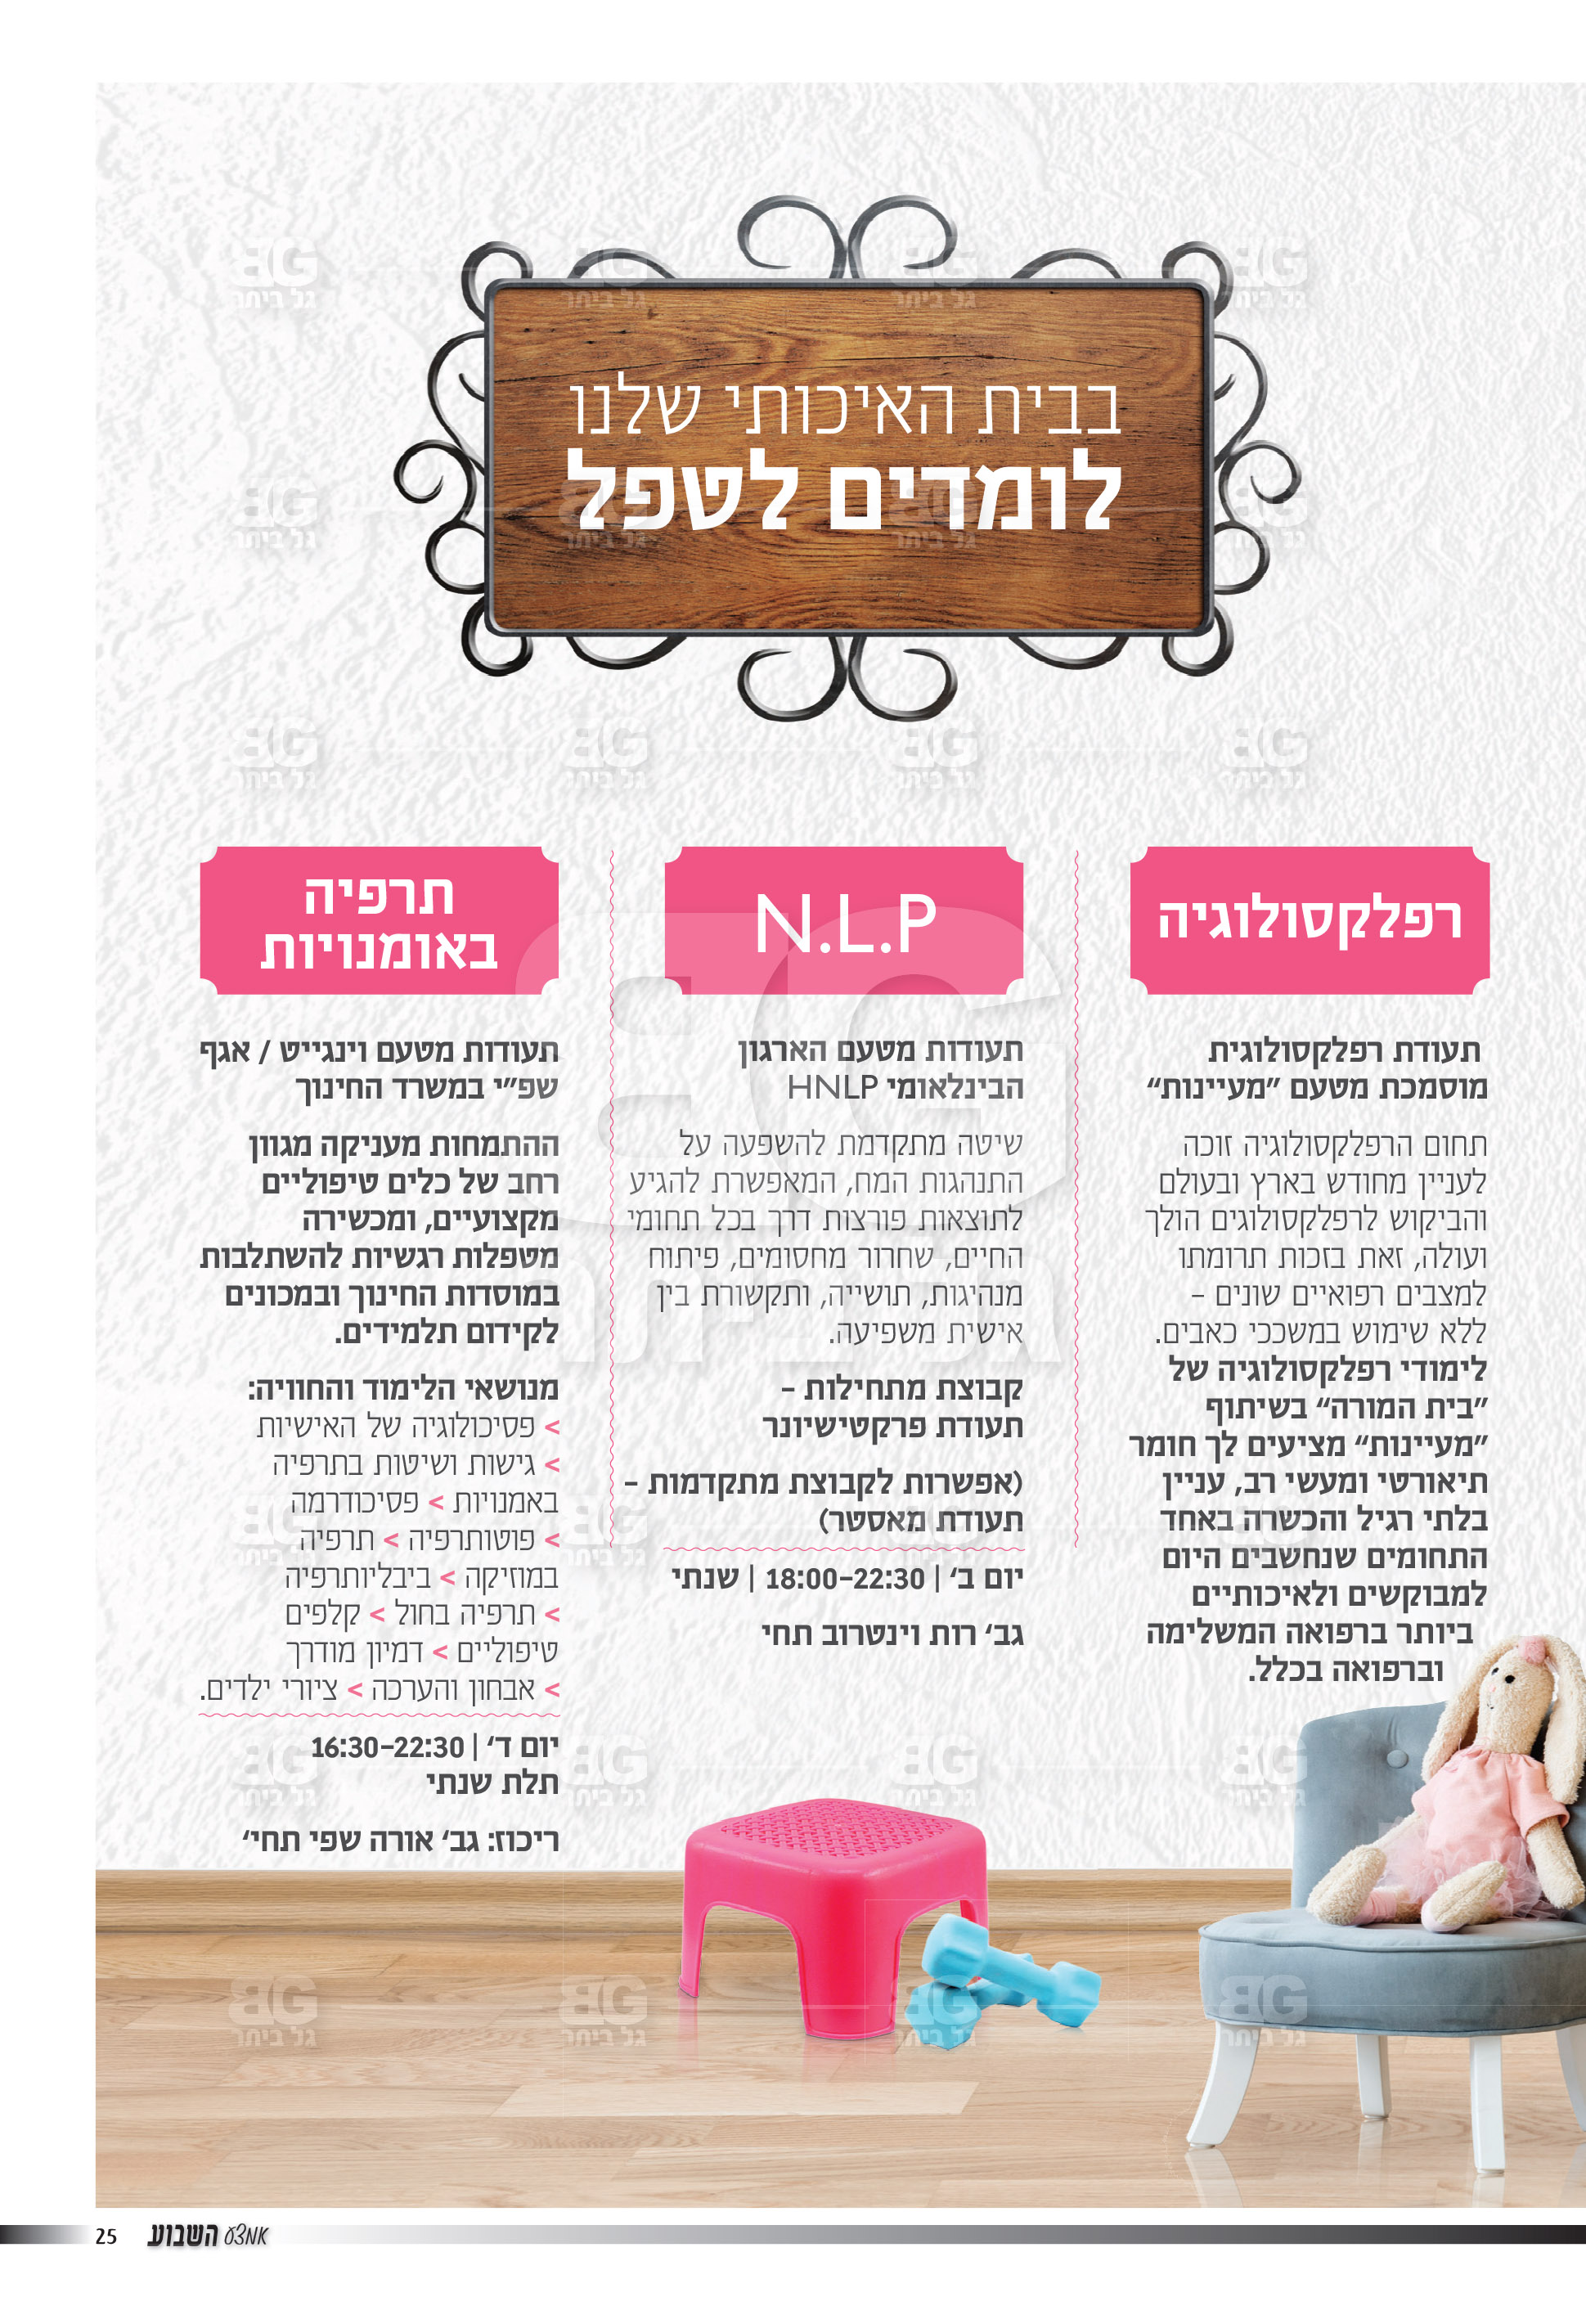 בבית האיכותי שלנו
לומדים לטפל
רפלקסולוגיה
תעודת רפלקסולוגית
מוסמכת מטעם "מעיינות"
תחום הרפלקסולוגיה זוכה
לעניין מחודש בארץ ובעולם
והביקוש לרפלקסולוגים הולך
ועולה, זאת בזכות תרומתו
למצבים רפואיים שונים –
ללא שימוש במשככי כאבים.
לימודי רפלקסולוגיה של
"בית המורה" בשיתוף
"מעיינות" מציעים לך חומר
תיאורטי ומעשי רב, עניין
בלתי רגיל והכשרה באחד
התחומים שנחשבים היום
למבוקשים ולאיכותיים
ביותר ברפואה המשלימה
וברפואה בכלל.
N.L.P
תעודות מטעם הארגון
הבינלאומי HNLP
שיטה מתקדמת להשפעה על
התנהגות המח, המאפשרת להגיע
לתוצאות פורצות דרך בכל תחומי
החיים, שחרור מחסומים, פיתוח
מנהיגות, תושייה, ותקשורת בין
אישית משפיעה.
קבוצת מתחילות –
תעודת פרקטישיונר
(אפשרות לקבוצת מתקדמות –
תעודת מאסטר)
יום ב' | 18:00-22:30 | שנתי
גב' רות וינטרוב תחי
תרפיה
באומנויות
תעודות מטעם וינגייט / אגף
שפ"י במשרד החינוך
ההתמחות מעניקה מגוון
רחב של כלים טיפוליים
מקצועיים, ומכשירה
מטפלות רגשיות להשתלבות
במוסדות החינוך ובמכונים
לקידום תלמידים.
מנושאי הלימוד והחוויה:
> פסיכולוגיה של האישיות
> גישות ושיטות בתרפיה
באמנויות > פסיכודרמה
> פוטותרפיה > תרפיה
במוזיקה > ביבליותרפיה
> תרפיה בחול > קלפים
טיפוליים > דמיון מודרך
> אבחון והערכה > ציורי ילדים.
יום ד' | 16:30-22:30
תלת שנתי
ריכוז: גב' אורה שפי תחי'
BG
גל ביתר
25 אמצע השבוע